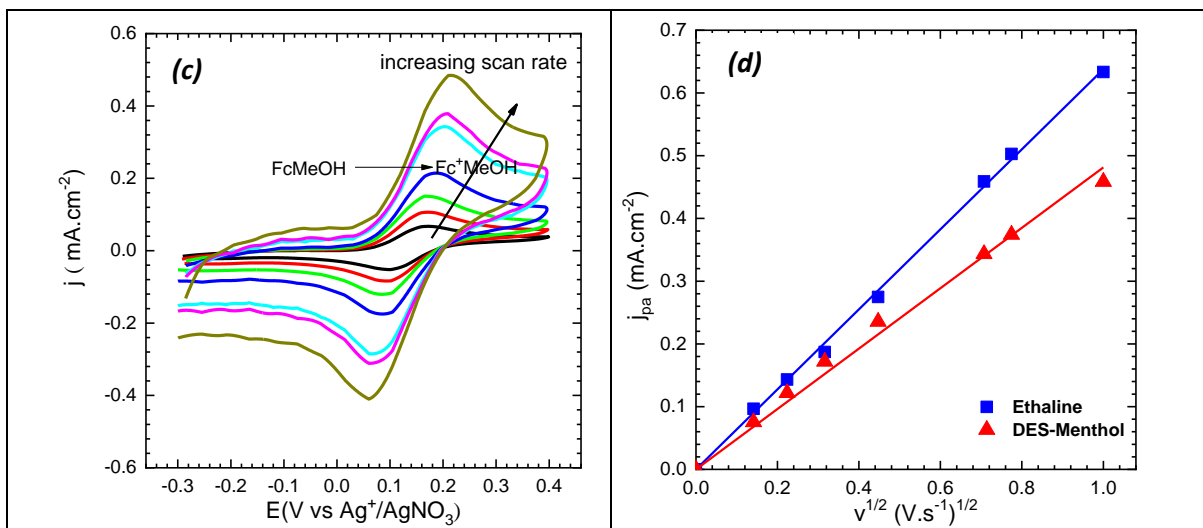 (c)
increasing scan rate
FcMeOH
Fc⁺MeOH
0.6
0.4
0.2
0.0
-0.2
-0.4
-0.6
j ( mA.cm⁻²)
-0.3 -0.2 -0.1 0.0 0.1 0.2 0.3 0.4
E(V vs Ag⁺/AgNO₃)
(d)
0.7
0.6
0.5
0.4
0.3
0.2
0.1
0.0
jₚₐ (mA.cm⁻²)
Ethaline
DES-Menthol
0.0 0.2 0.4 0.6 0.8 1.0
v¹ᐟ² (V.s⁻¹)¹ᐟ²